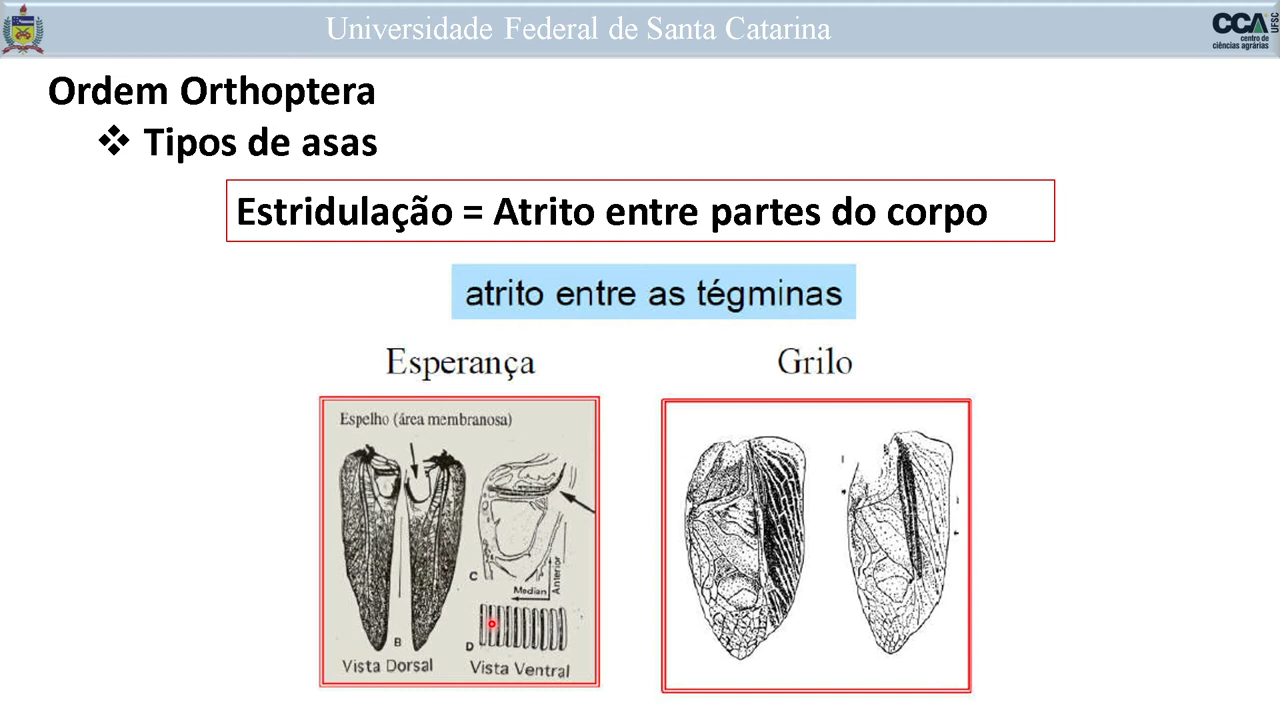 Universidade Federal de Santa Catarina
CCA
UFSC
centro de
ciências agrárias
Ordem Orthoptera
❖ Tipos de asas
Estridulação = Atrito entre partes do corpo
atrito entre as tégminas
Esperança
Grilo
Espelho (área membranosa)
C
Anterior
Median
B
D
Vista Dorsal
Vista Ventral